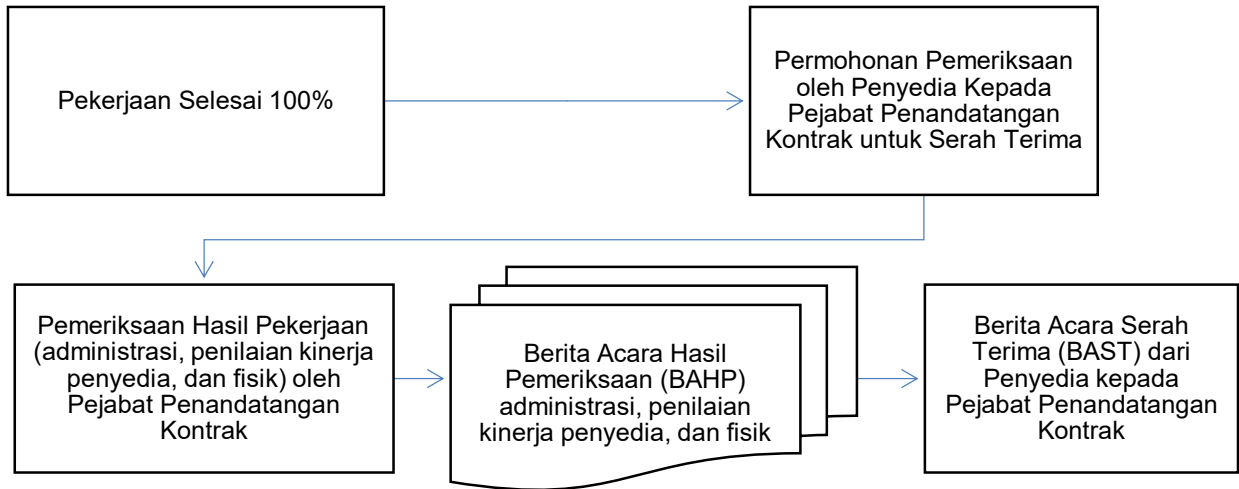 Pekerjaan Selesai 100%
Permohonan Pemeriksaan
oleh Penyedia Kepada
Pejabat Penandatangan
Kontrak untuk Serah Terima
Pemeriksaan Hasil Pekerjaan
(administrasi, penilaian kinerja
penyedia, dan fisik) oleh
Pejabat Penandatangan
Kontrak
Berita Acara Hasil
Pemeriksaan (BAHP)
administrasi, penilaian
kinerja penyedia, dan fisik
Berita Acara Serah
Terima (BAST) dari
Penyedia kepada
Pejabat Penandatangan
Kontrak